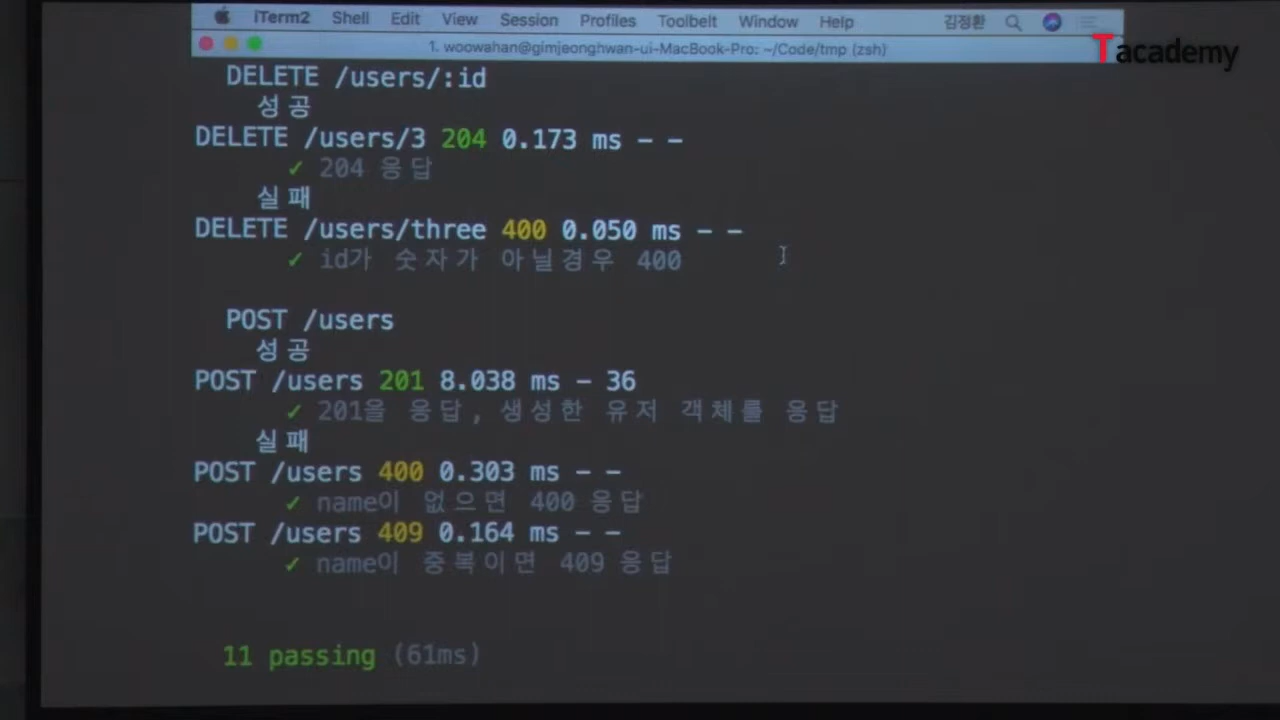 iTerm2 Shell Edit View Session Profiles Toolbelt Window Help 김정환
1. woowahan@gimjeonghwan-ui-MacBook-Pro: ~/Code/tmp (zsh)
Tacademy
DELETE /users/:id
성공
DELETE /users/3 204 0.173 ms - -
✓ 204 응답
실패
DELETE /users/three 400 0.050 ms - -
✓ id가 숫자가 아닐경우 400
POST /users
성공
POST /users 201 8.038 ms - 36
✓ 201을 응답, 생성한 유저 객체를 응답
실패
POST /users 400 0.303 ms - -
✓ name이 없으면 400 응답
POST /users 409 0.164 ms - -
✓ name이 중복이면 409 응답
11 passing (61ms)